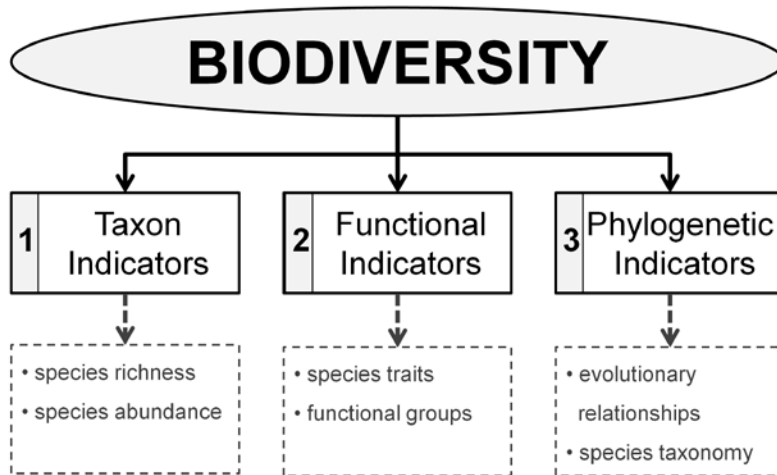 BIODIVERSITY
1
Taxon
Indicators
2
Functional
Indicators
3
Phylogenetic
Indicators
• species richness
• species abundance
• species traits
• functional groups
• evolutionary
relationships
• species taxonomy